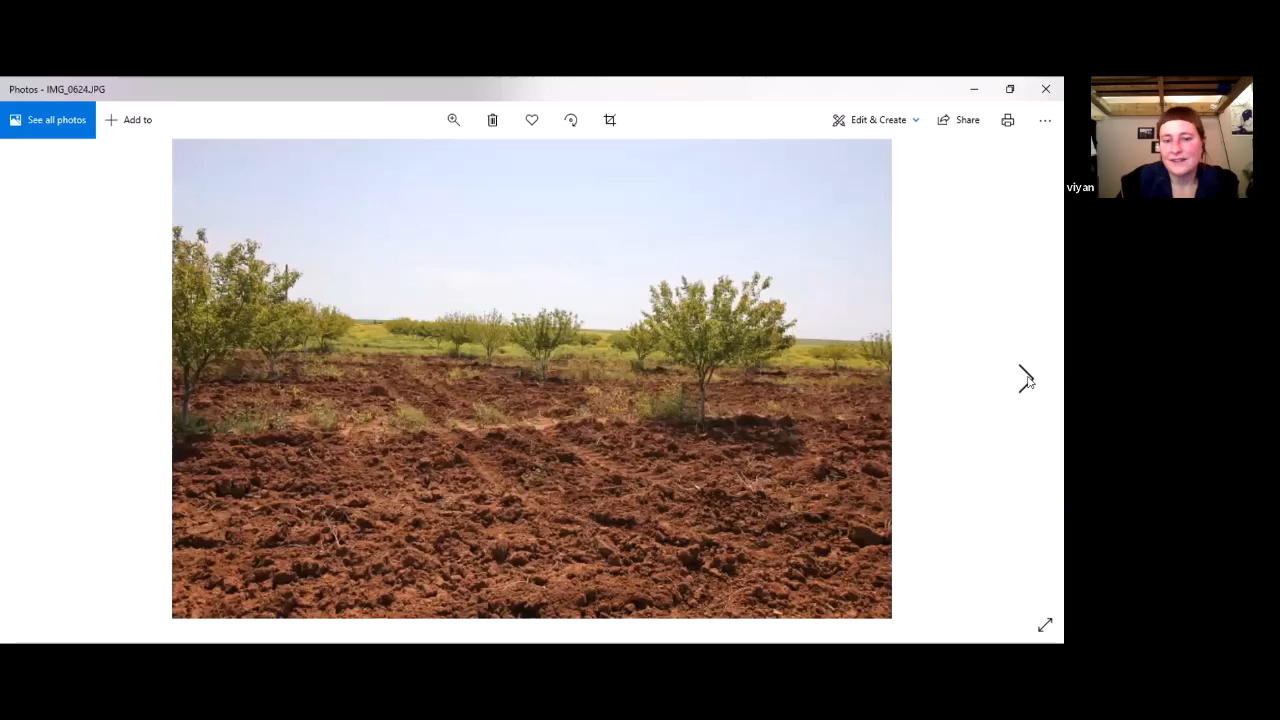 Photos - IMG_0624.JPG
See all photos
Add to
Edit & Create
Share
viyan